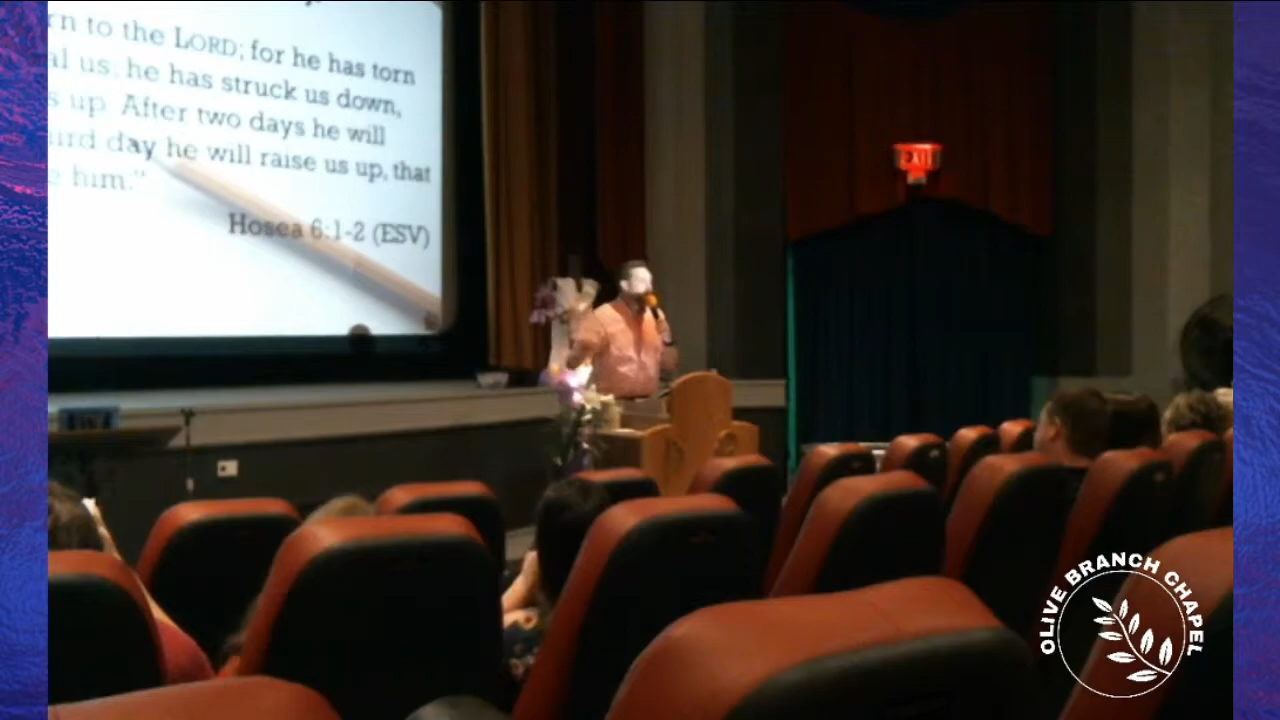 rn to the LORD; for he has torn
al us; he has struck us down,
s up. After two days he will
ird day he will raise us up, that
e him."
Hosea 6:1-2 (ESV)
EXIT
OLIVE BRANCH CHAPEL